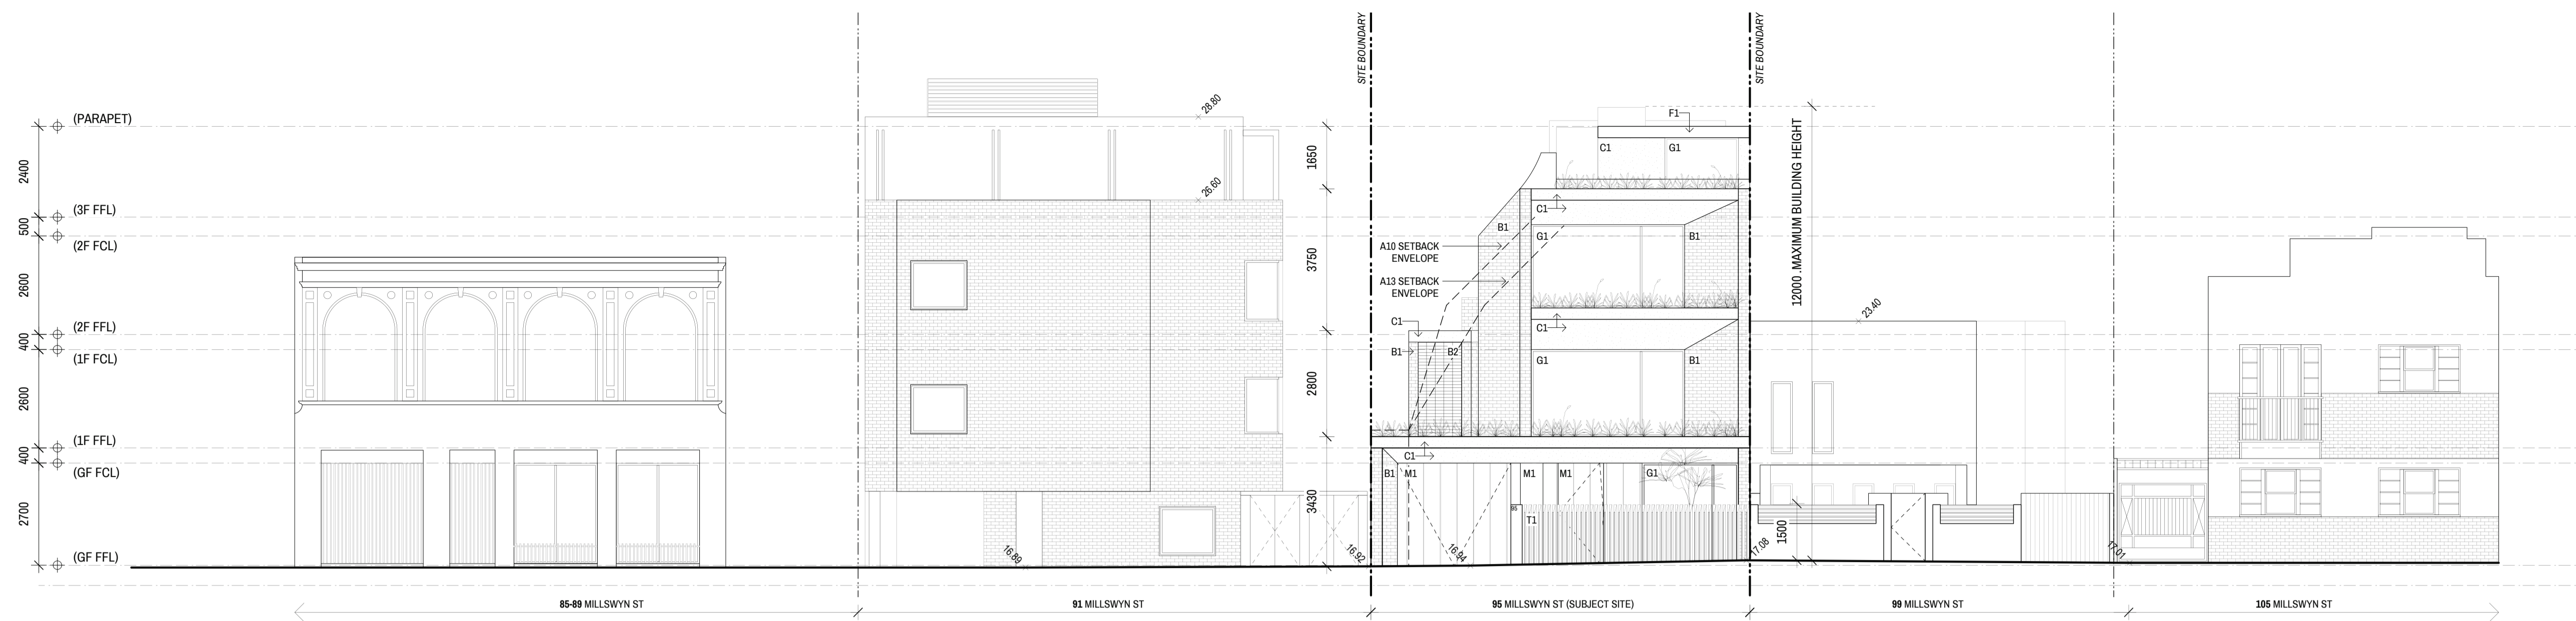 SITE BOUNDARY
SITE BOUNDARY
(PARAPET)
2400
(3F FFL)
500
(2F FCL)
2600
(2F FFL)
400
(1F FCL)
2600
(1F FFL)
400
(GF FCL)
2700
(GF FFL)
28.80
26.60
16.89
16.92
1650
3750
2800
3430
F1
C1
G1
C1
B1
G1
B1
A10 SETBACK
ENVELOPE
A13 SETBACK
ENVELOPE
C1
C1
B1
B2
G1
B1
C1
B1
M1
M1
M1
G1
95
T1
16.94
17.08
12000 .MAXIMUM BUILDING HEIGHT
1500
23.40
17.01
85-89 MILLSWYN ST
91 MILLSWYN ST
95 MILLSWYN ST (SUBJECT SITE)
99 MILLSWYN ST
105 MILLSWYN ST